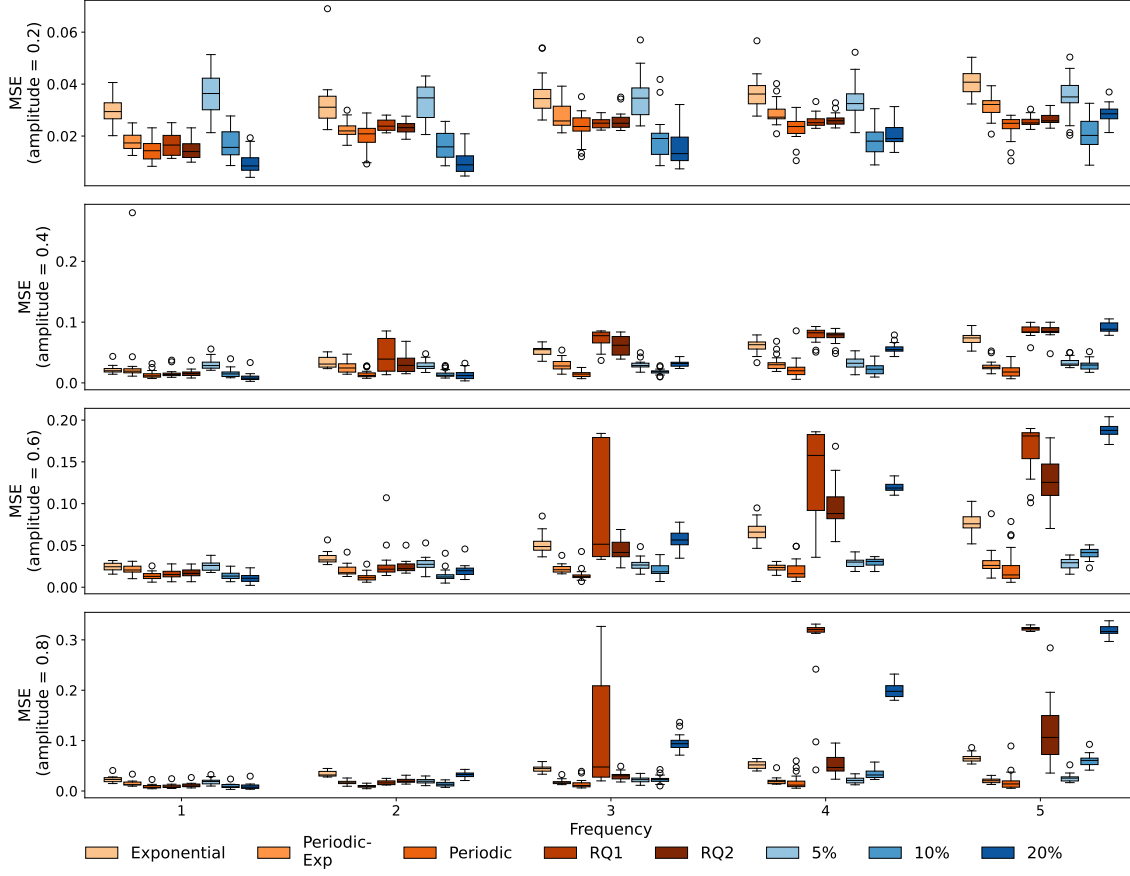 MSE
(amplitude = 0.2)
0.06
0.04
0.02
MSE
(amplitude = 0.4)
0.2
0.1
0.0
MSE
(amplitude = 0.6)
0.20
0.15
0.10
0.05
0.00
MSE
(amplitude = 0.8)
0.3
0.2
0.1
0.0
1 2 3 4 5
Frequency
Exponential Periodic-Exp Periodic RQ1 RQ2 5% 10% 20%